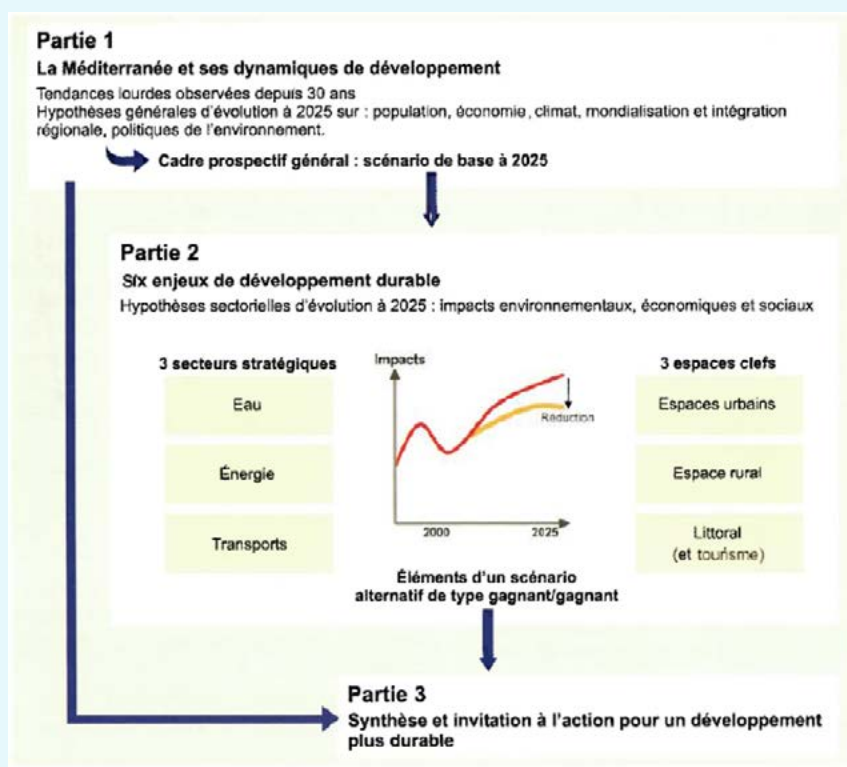 Partie 1
La Méditerranée et ses dynamiques de développement
Tendances lourdes observées depuis 30 ans
Hypothèses générales d'évolution à 2025 sur : population, économie, climat, mondialisation et intégration
régionale, politiques de l'environnement.
Cadre prospectif général : scénario de base à 2025
Partie 2
Six enjeux de développement durable
Hypothèses sectorielles d'évolution à 2025 : impacts environnementaux, économiques et sociaux
3 secteurs stratégiques
Eau
Énergie
Transports
Impacts
Réduction
2000
2025
Éléments d'un scénario
alternatif de type gagnant/gagnant
3 espaces clefs
Espaces urbains
Espace rural
Littoral
(et tourisme)
Partie 3
Synthèse et invitation à l'action pour un développement
plus durable